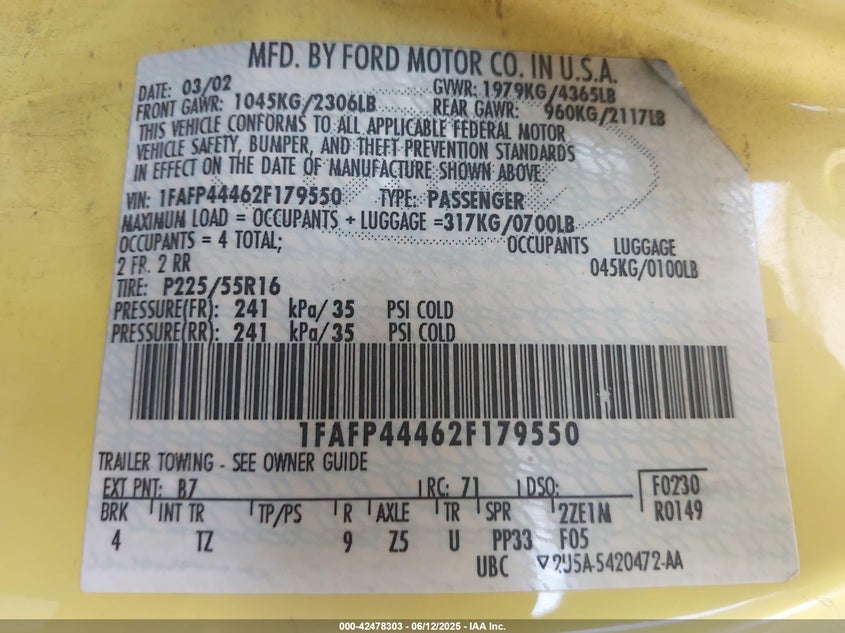 MFD. BY FORD MOTOR CO. IN U.S.A.
DATE: 03/02 GVWR: 1979KG/4365LB
FRONT GAWR: 1045KG/2306LB REAR GAWR: 960KG/2117LB
THIS VEHICLE CONFORMS TO ALL APPLICABLE FEDERAL MOTOR
VEHICLE SAFETY, BUMPER, AND THEFT PREVENTION STANDARDS
IN EFFECT ON THE DATE OF MANUFACTURE SHOWN ABOVE.
VIN: 1FAFP44462F179550 TYPE: PASSENGER
MAXIMUM LOAD = OCCUPANTS + LUGGAGE =317KG/0700LB
OCCUPANTS = 4 TOTAL; OCCUPANTS LUGGAGE
2 FR. 2 RR 045KG/0100LB
TIRE: P225/55R16
PRESSURE(FR): 241 kPa/35 PSI COLD
PRESSURE(RR): 241 kPa/35 PSI COLD
1FAFP44462F179550
TRAILER TOWING - SEE OWNER GUIDE
EXT PNT: B7 RC: 71 DSO: F0230
BRK INT TR TP/PS R AXLE TR SPR 2ZE1M R0149
4 TZ 9 Z5 U PP33 F05
UBC ▽2U5A-5420472-AA
000-42478303 - 06/12/2025 - IAA Inc.